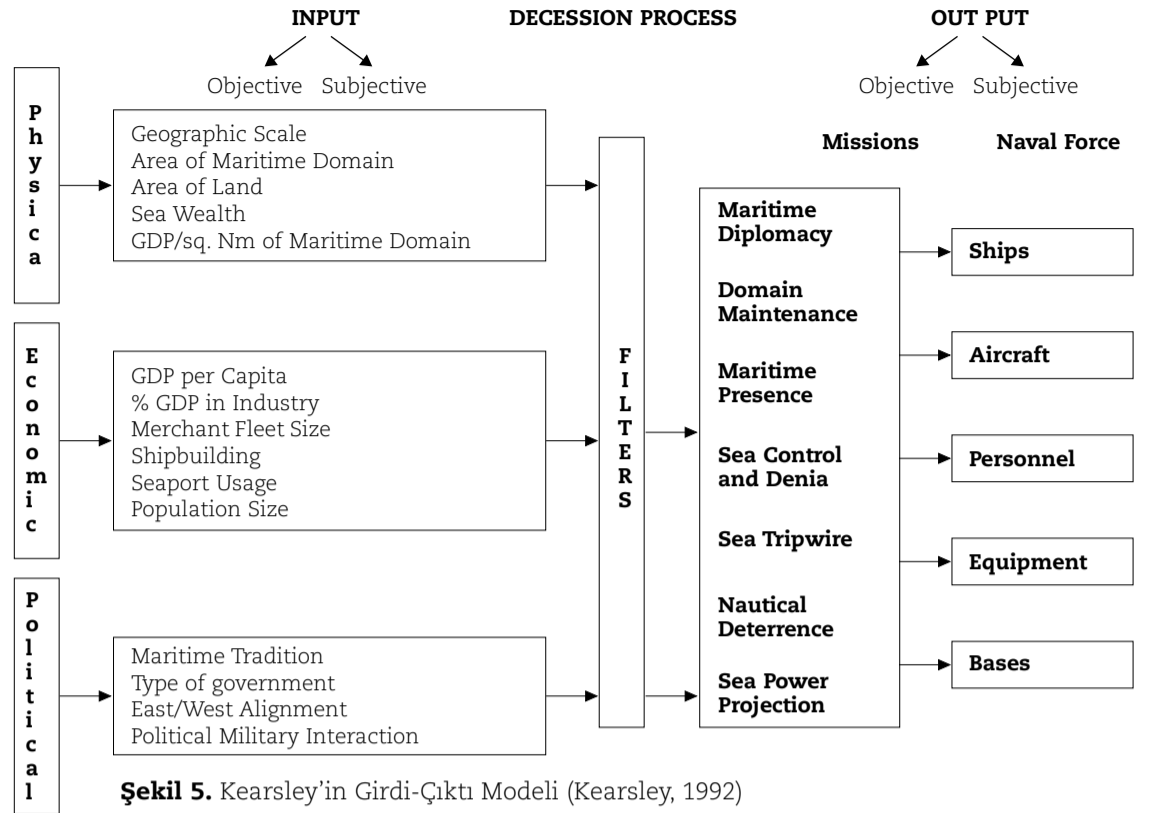 INPUT
DECESSION PROCESS
OUT PUT
Objective Subjective
Objective Subjective
Missions
Naval Force
Physica
Geographic Scale
Area of Maritime Domain
Area of Land
Sea Wealth
GDP/sq. Nm of Maritime Domain
Economic
GDP per Capita
% GDP in Industry
Merchant Fleet Size
Shipbuilding
Seaport Usage
Population Size
Political
Maritime Tradition
Type of government
East/West Alignment
Political Military Interaction
FILTERS
Maritime
Diplomacy
Domain
Maintenance
Maritime
Presence
Sea Control
and Denia
Sea Tripwire
Nautical
Deterrence
Sea Power
Projection
Ships
Aircraft
Personnel
Equipment
Bases
Şekil 5. Kearsley’in Girdi-Çıktı Modeli (Kearsley, 1992)